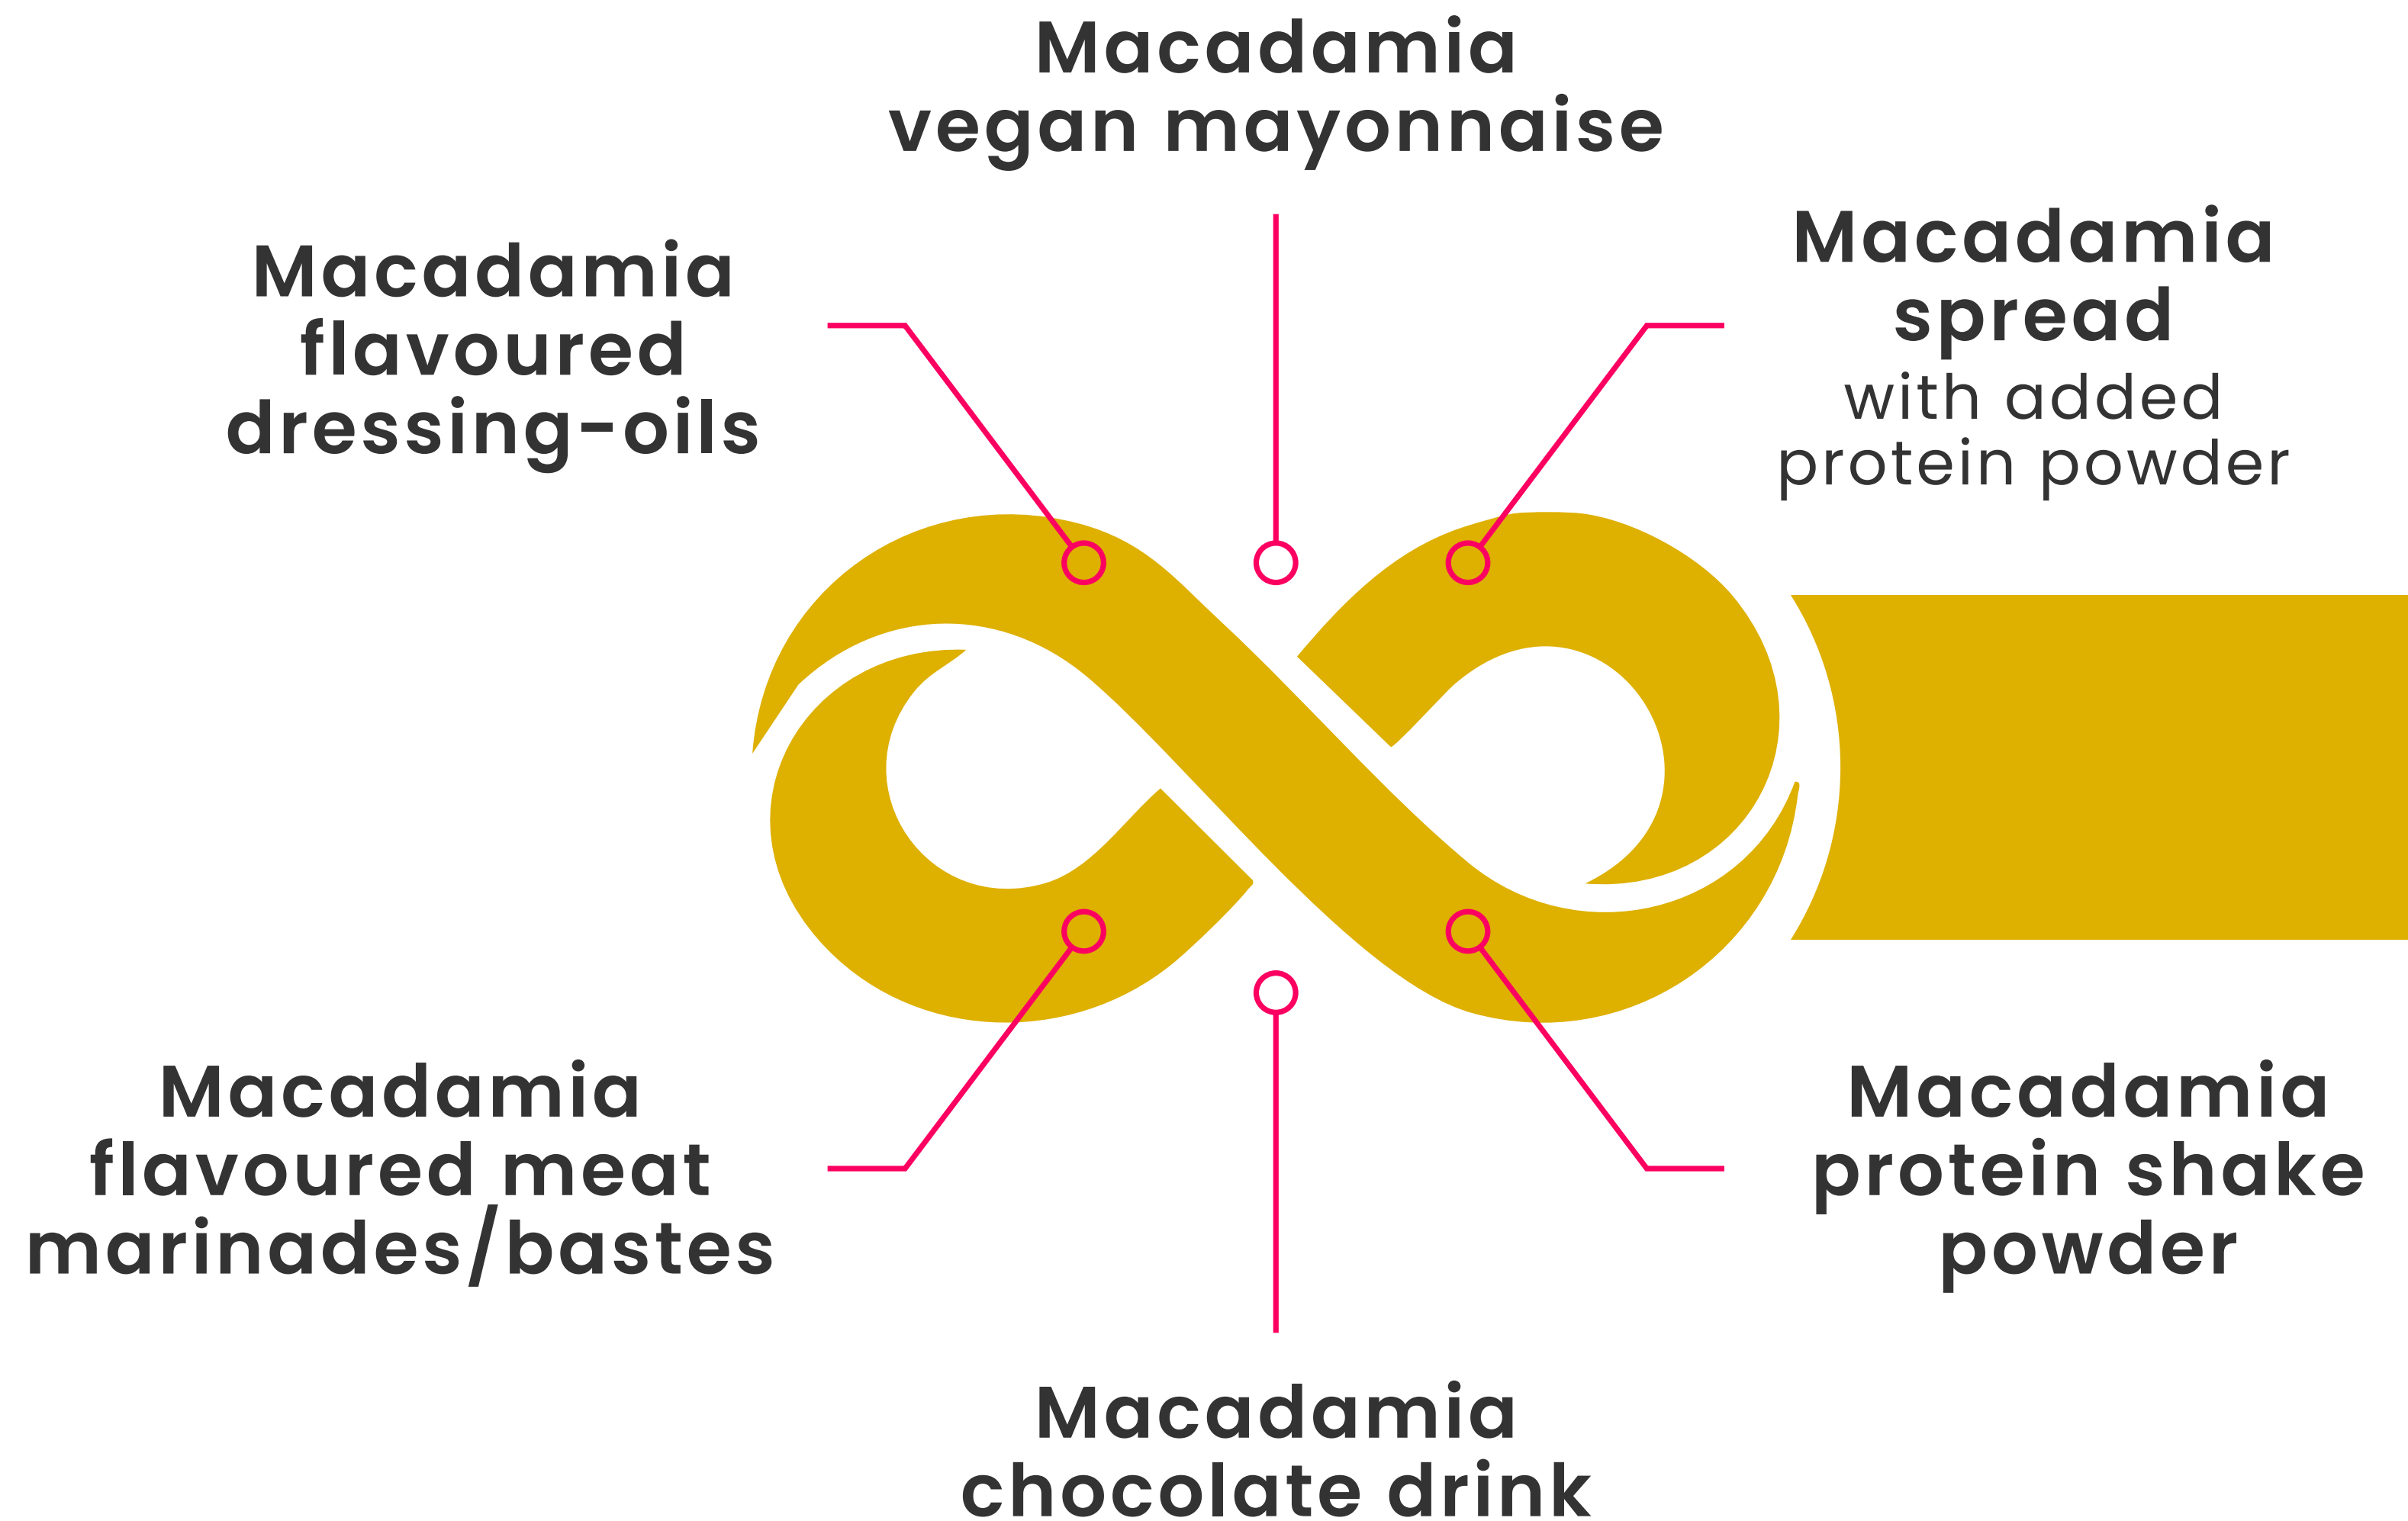 Macadamia
vegan mayonnaise
Macadamia
flavoured
dressing-oils
Macadamia
spread
with added
protein powder
Macadamia
flavoured meat
marinades/bastes
Macadamia
protein shake
powder
Macadamia
chocolate drink